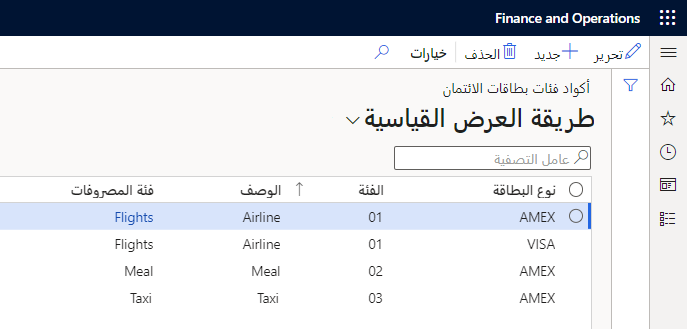 Finance and Operations
تحرير جديد الحذف خيارات
أكواد فئات بطاقات الائتمان
طريقة العرض القياسية
عامل التصفية
نوع البطاقة الفئة الوصف فئة المصروفات
AMEX 01 Airline Flights
VISA 01 Airline Flights
AMEX 02 Meal Meal
AMEX 03 Taxi Taxi